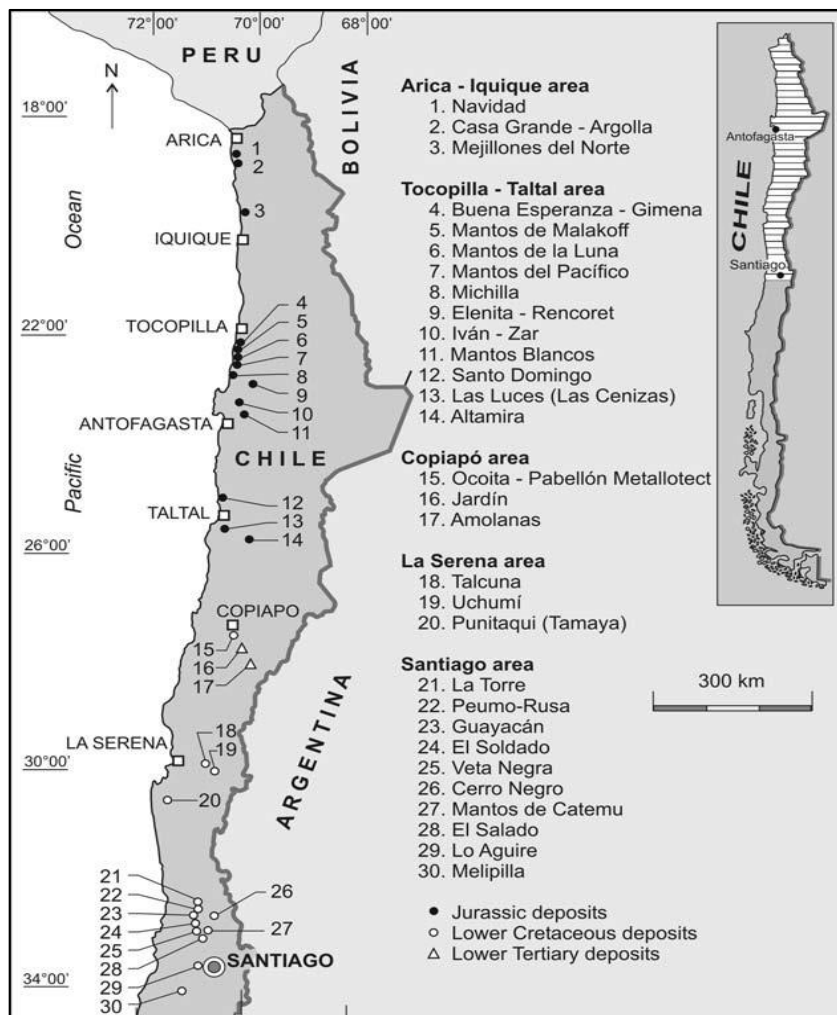 72°00'
70°00'
68°00'
PERU
N
BOLIVIA
18°00'
ARICA
1
2
3
Ocean
IQUIQUE
TOCOPILLA
22°00'
4
5
6
7
8
9
10
11
ANTOFAGASTA
CHILE
Pacific
12
TALTAL
13
14
26°00'
COPIAPO
15
16
17
ARGENTINA
LA SERENA
18
19
30°00'
20
21
22
23
24
25
28
29
30
26
27
SANTIAGO
34°00'
Arica - Iquique area
1. Navidad
2. Casa Grande - Argolla
3. Mejillones del Norte
Tocopilla - Taltal area
4. Buena Esperanza - Gimena
5. Mantos de Malakoff
6. Mantos de la Luna
7. Mantos del Pacífico
8. Michilla
9. Elenita - Rencoret
10. Iván - Zar
11. Mantos Blancos
12. Santo Domingo
13. Las Luces (Las Cenizas)
14. Altamira
Copiapó area
15. Ocoita - Pabellón Metallotect
16. Jardín
17. Amolanas
La Serena area
18. Talcuna
19. Uchumí
20. Punitaqui (Tamaya)
Santiago area
21. La Torre
22. Peumo-Rusa
23. Guayacán
24. El Soldado
25. Veta Negra
26. Cerro Negro
27. Mantos de Catemu
28. El Salado
29. Lo Aguire
30. Melipilla
Jurassic deposits
Lower Cretaceous deposits
Lower Tertiary deposits
Antofagasta
CHILE
Santiago
300 km